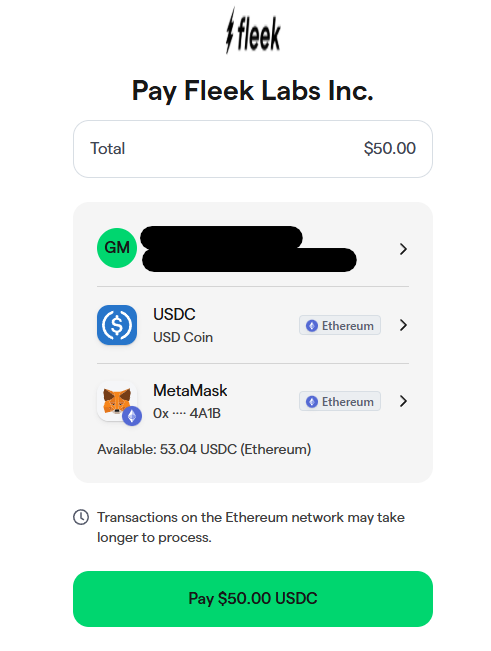 fleek
Pay Fleek Labs Inc.
Total $50.00
GM
USDC
USD Coin
Ethereum
MetaMask
0x ···· 4A1B
Ethereum
Available: 53.04 USDC (Ethereum)
Transactions on the Ethereum network may take
longer to process.
Pay $50.00 USDC